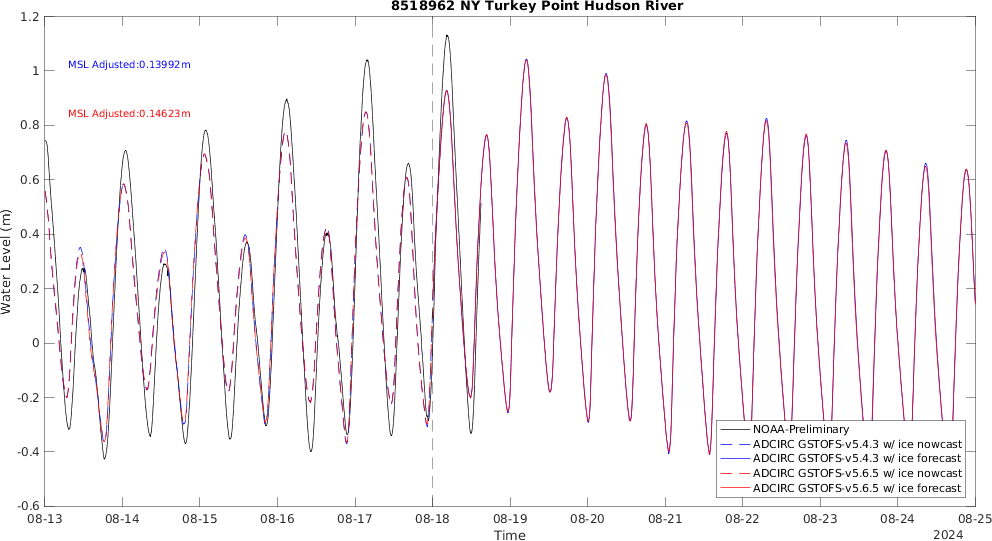 8518962 NY Turkey Point Hudson River
1.2
1
0.8
0.6
0.4
0.2
0
-0.2
-0.4
-0.6
Water Level (m)
MSL Adjusted:0.13992m
MSL Adjusted:0.14623m
NOAA-Preliminary
ADCIRC GSTOFS-v5.4.3 w/ ice nowcast
ADCIRC GSTOFS-v5.4.3 w/ ice forecast
ADCIRC GSTOFS-v5.6.5 w/ ice nowcast
ADCIRC GSTOFS-v5.6.5 w/ ice forecast
08-13 08-14 08-15 08-16 08-17 08-18 08-19 08-20 08-21 08-22 08-23 08-24 08-25
Time
2024